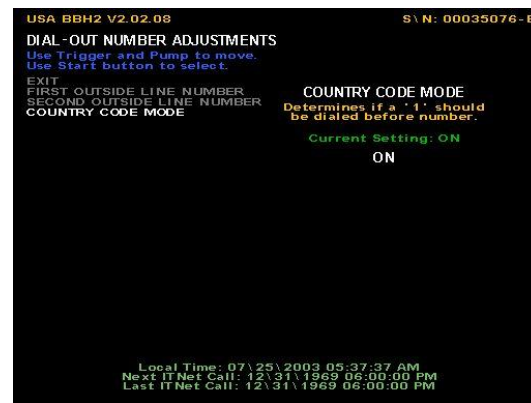 USA BBH2 V2.02.08 S\N: 00035076-E
DIAL-OUT NUMBER ADJUSTMENTS
Use Trigger and Pump to move.
Use Start button to select.
EXIT
FIRST OUTSIDE LINE NUMBER
SECOND OUTSIDE LINE NUMBER
COUNTRY CODE MODE
COUNTRY CODE MODE
Determines if a '1' should
be dialed before number.
Current Setting: ON
ON
Local Time: 07\25\2003 05:37:37 AM
Next ITNet Call: 12\31\1969 06:00:00 PM
Last ITNet Call: 12\31\1969 06:00:00 PM